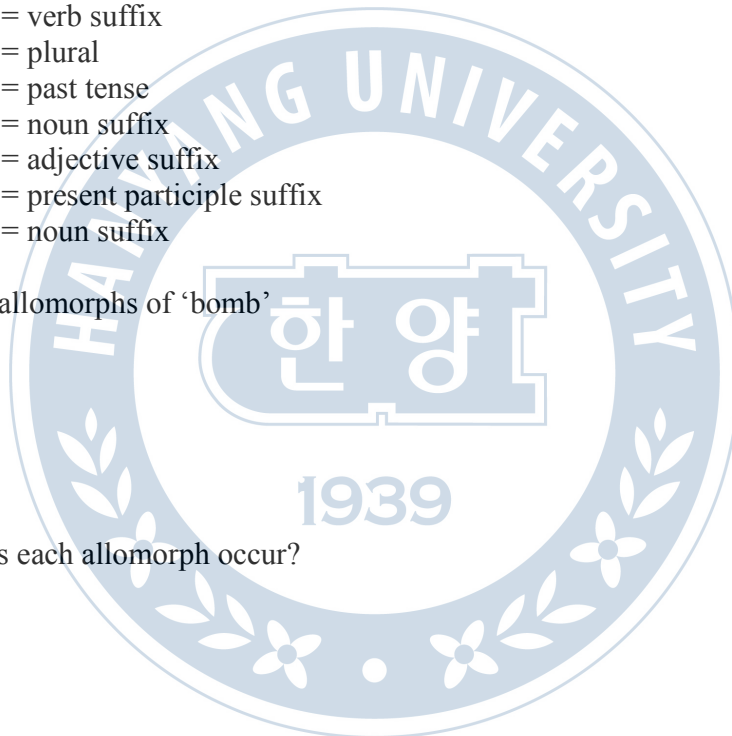 = verb suffix
= plural
= past tense
= noun suffix
= adjective suffix
= present participle suffix
= noun suffix
allomorphs of ‘bomb’
s each allomorph occur?
HANYANG UNIVERSITY
한양
1939